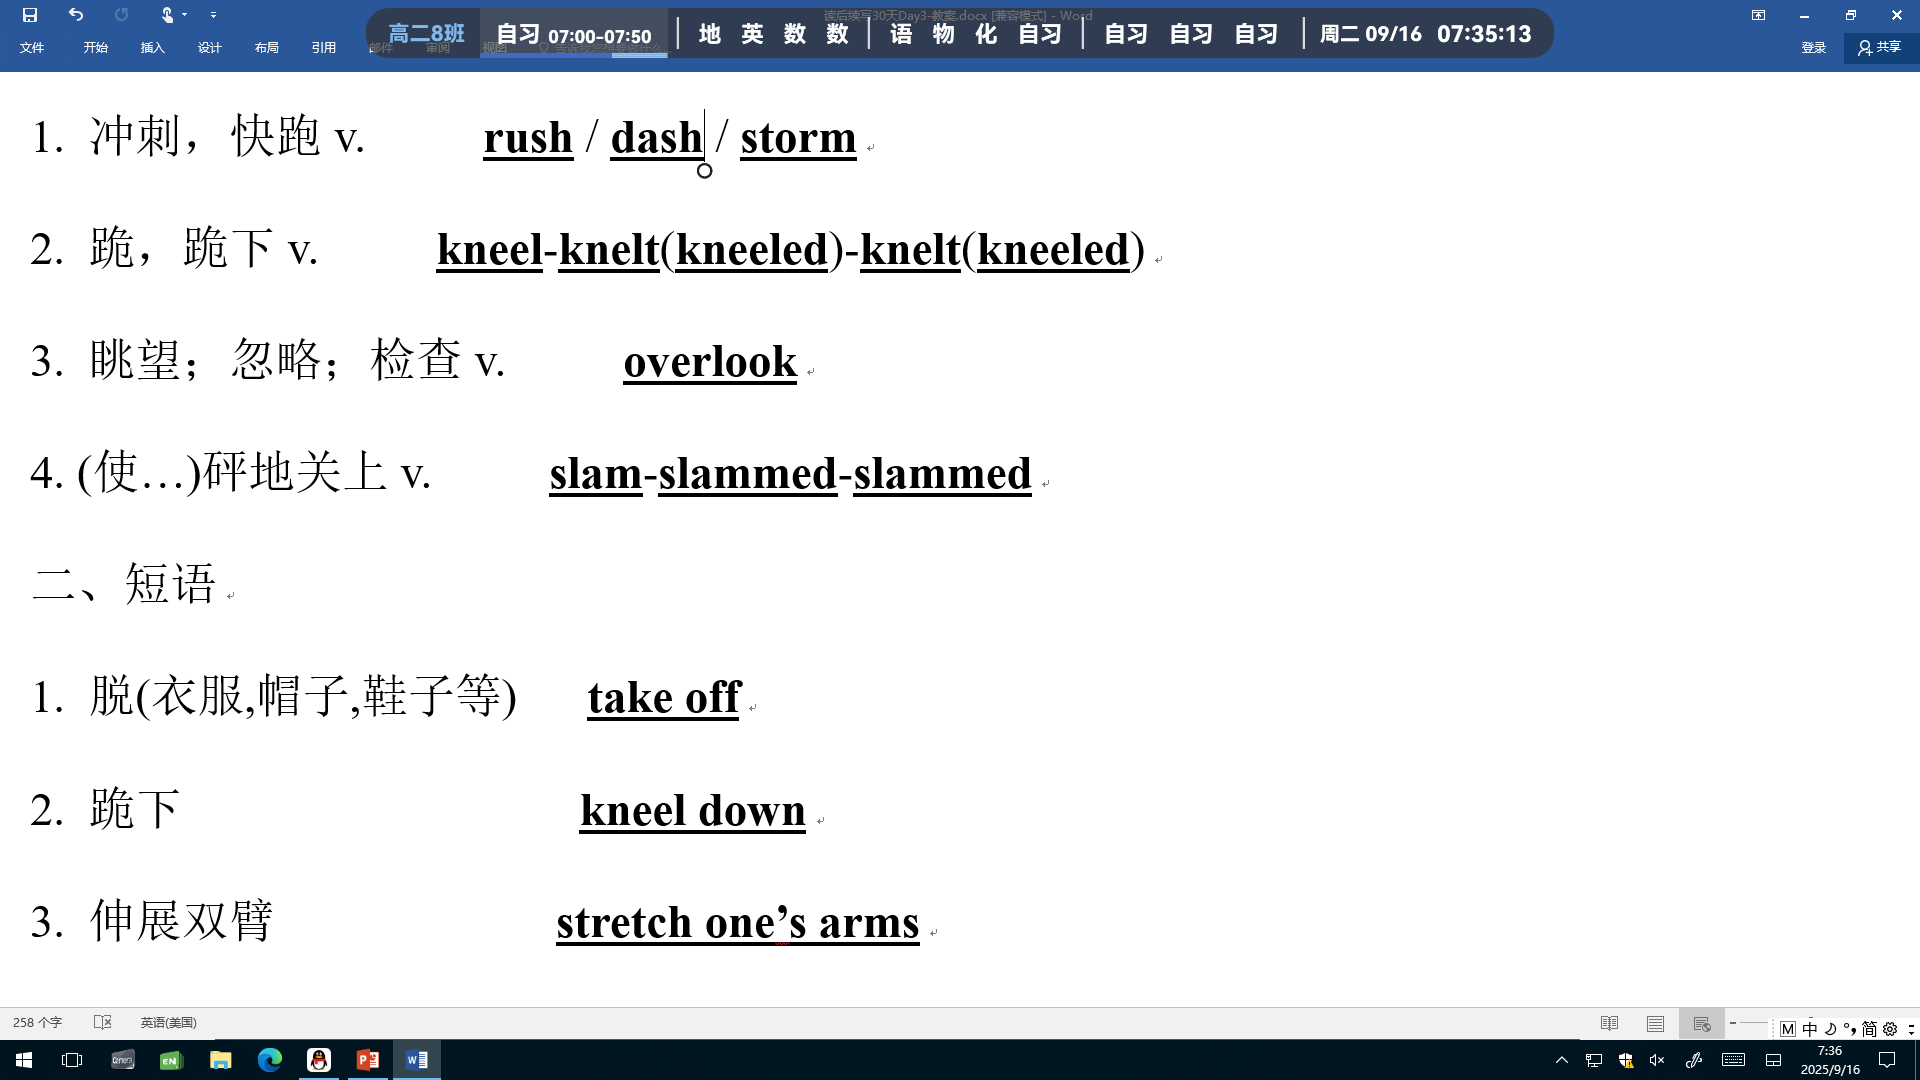 读后续写30天Day3-教案.docx [兼容模式] - Word
高二8班 自习 07:00-07:50 地 英 数 数 语 物 化 自习 自习 自习 自习 周二 09/16 07:35:13
文件 开始 插入 设计 布局 引用 邮件 审阅 视图 登录 共享
1. 冲刺，快跑 v. rush / dash / storm
2. 跪，跪下 v. kneel-knelt(kneeled)-knelt(kneeled)
3. 眺望；忽略；检查 v. overlook
4. (使…)砰地关上 v. slam-slammed-slammed
二、短语
1. 脱(衣服,帽子,鞋子等) take off
2. 跪下 kneel down
3. 伸展双臂 stretch one’s arms
258 个字 英语(美国)
M 中 简
EN
7:36
2025/9/16